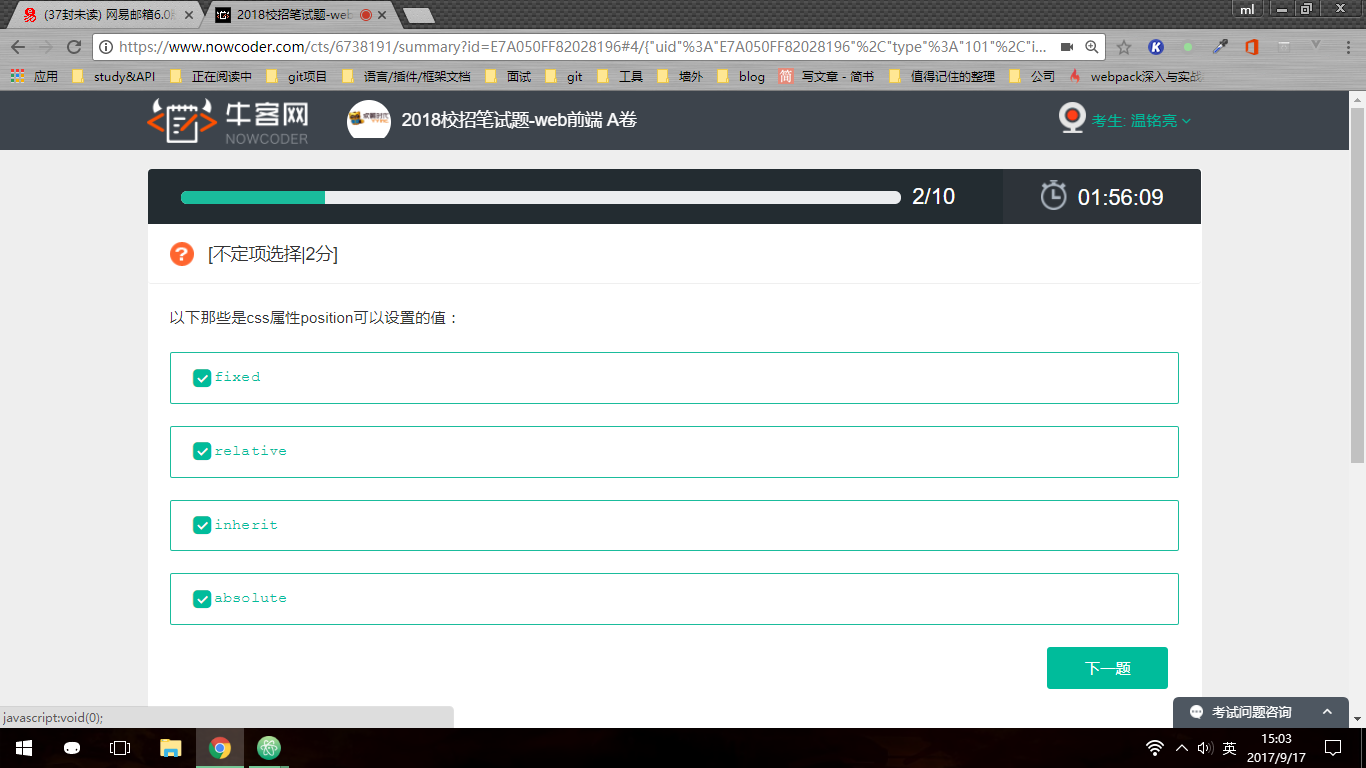 (37封未读) 网易邮箱6.0
2018校招笔试题-web
ml
https://www.nowcoder.com/cts/6738191/summary?id=E7A050FF82028196#4/{"uid"%3A"E7A050FF82028196"%2C"type"%3A"101"%2C"i...
应用 study&API 正在阅读中 git项目 语言/插件/框架文档 面试 git 工具 墙外 blog 简 写文章 - 简书 值得记住的整理 公司 webpack深入与实战
牛客网
NOWCODER
2018校招笔试题-web前端 A卷
考生: 温铭亮
2/10
01:56:09
[不定项选择|2分]
以下那些是css属性position可以设置的值：
fixed
relative
inherit
absolute
下一题
考试问题咨询
javascript:void(0);
英
15:03
2017/9/17